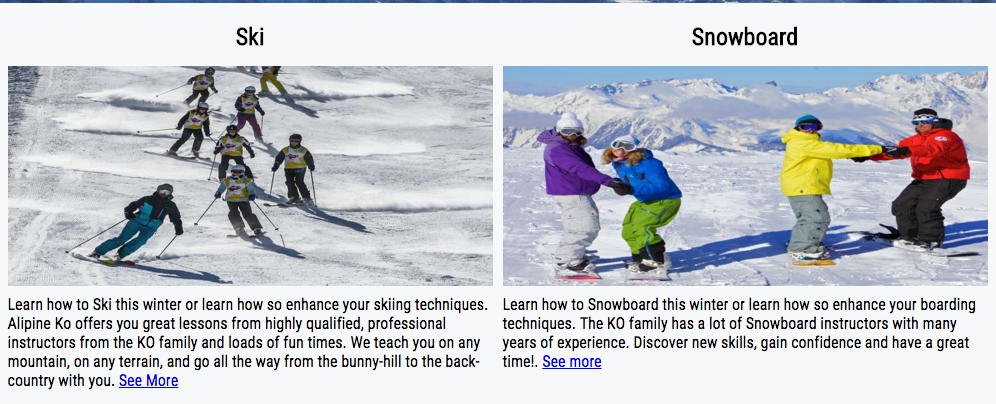 Ski
Learn how to Ski this winter or learn how so enhance your skiing techniques.
Alipine Ko offers you great lessons from highly qualified, professional
instructors from the KO family and loads of fun times. We teach you on any
mountain, on any terrain, and go all the way from the bunny-hill to the back-
country with you. See More
Snowboard
Learn how to Snowboard this winter or learn how so enhance your boarding
techniques. The KO family has a lot of Snowboard instructors with many
years of experience. Discover new skills, gain confidence and have a great
time!. See more